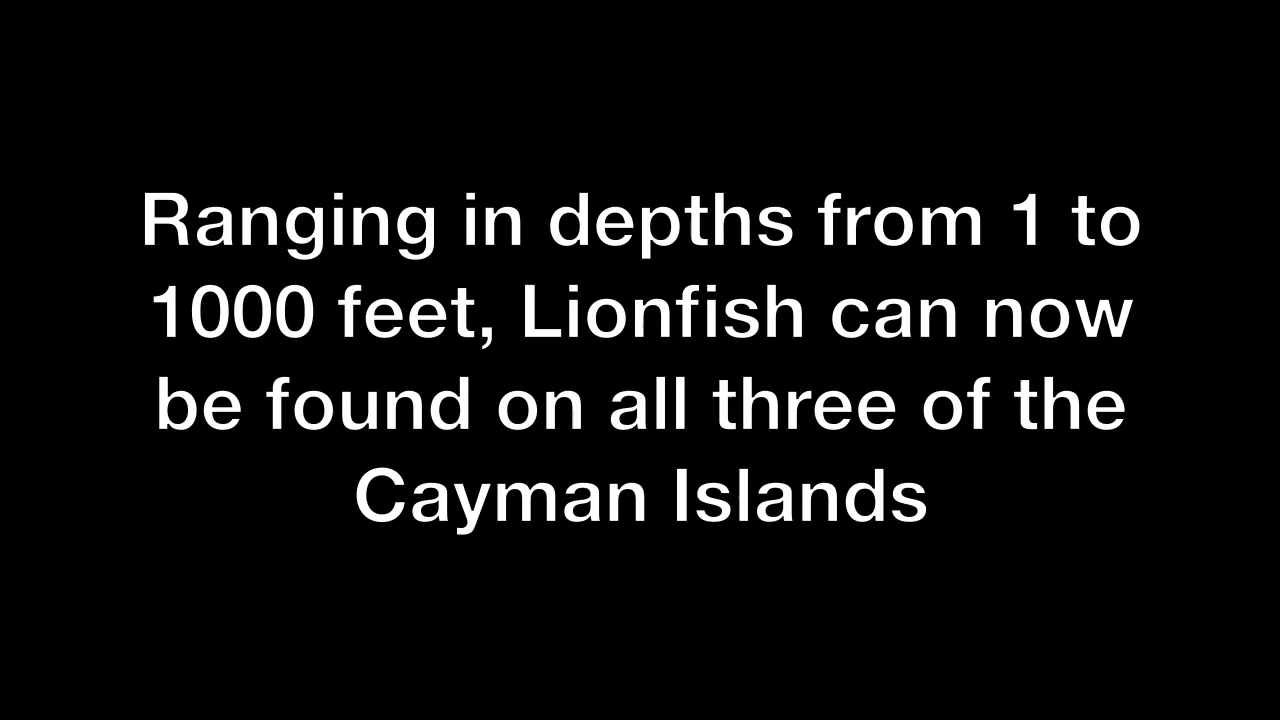 Ranging in depths from 1 to
1000 feet, Lionfish can now
be found on all three of the
Cayman Islands